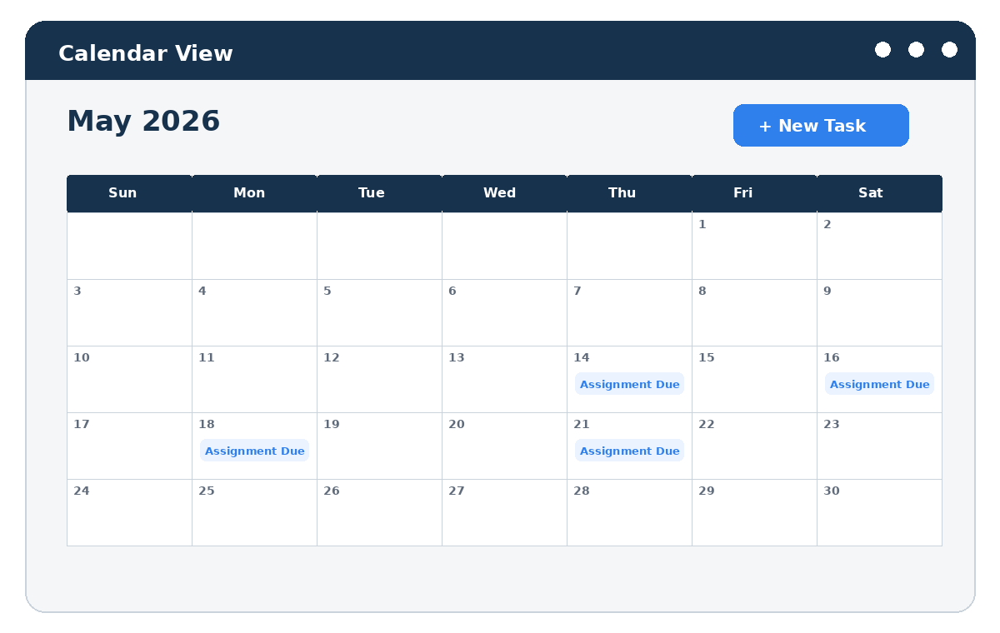 Calendar View
May 2026
+ New Task
Sun Mon Tue Wed Thu Fri Sat
1 2
3 4 5 6 7 8 9
10 11 12 13 14 15 16
Assignment Due Assignment Due
17 18 19 20 21 22 23
Assignment Due Assignment Due
24 25 26 27 28 29 30